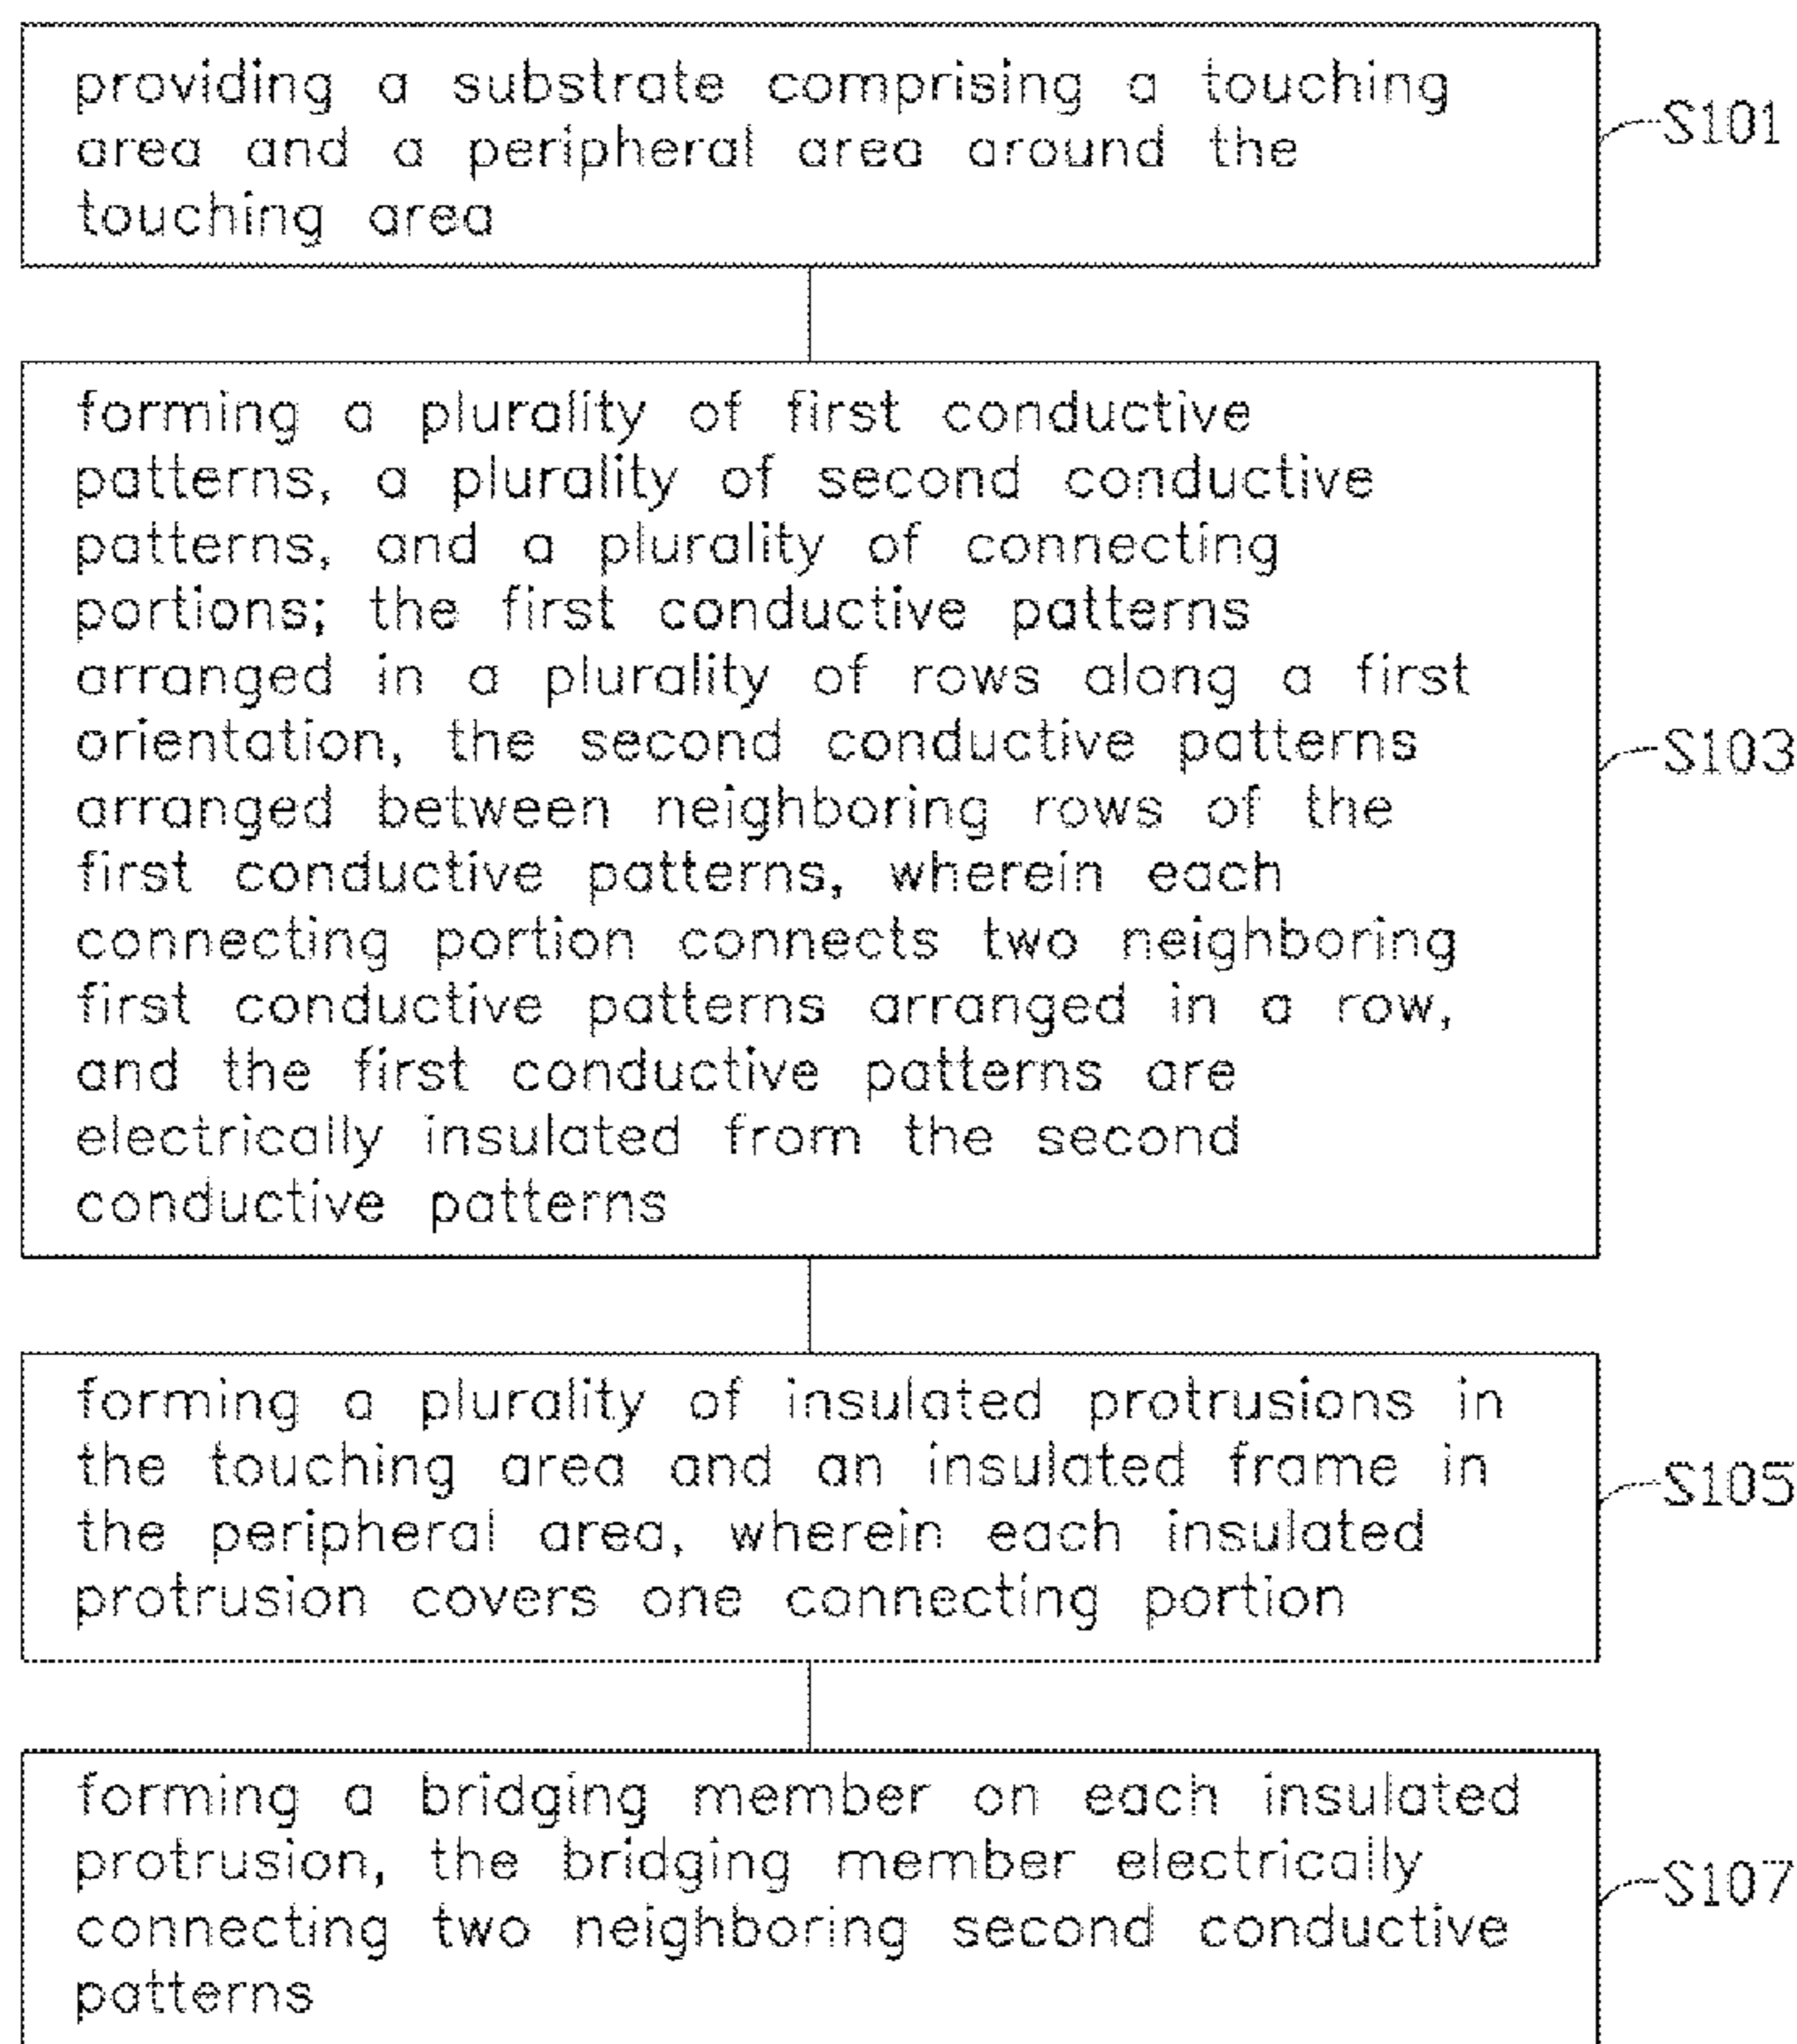 providing a substrate comprising a touching
area and a peripheral area around the
touching area
S101
forming a plurality of first conductive
patterns, a plurality of second conductive
patterns, and a plurality of connecting
portions; the first conductive patterns
arranged in a plurality of rows along a first
orientation, the second conductive patterns
arranged between neighboring rows of the
first conductive patterns, wherein each
connecting portion connects two neighboring
first conductive patterns arranged in a row,
and the first conductive patterns are
electrically insulated from the second
conductive patterns
S103
forming a plurality of insulated protrusions in
the touching area and an insulated frame in
the peripheral area, wherein each insulated
protrusion covers one connecting portion
S105
forming a bridging member on each insulated
protrusion, the bridging member electrically
connecting two neighboring second conductive
patterns
S107